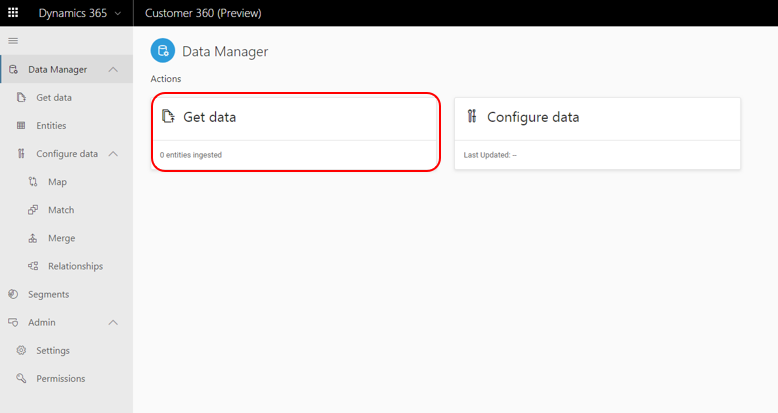 Dynamics 365
Customer 360 (Preview)
Data Manager
Get data
Entities
Configure data
Map
Match
Merge
Relationships
Segments
Admin
Settings
Permissions
Data Manager
Actions
Get data
0 entities ingested
Configure data
Last Updated: –